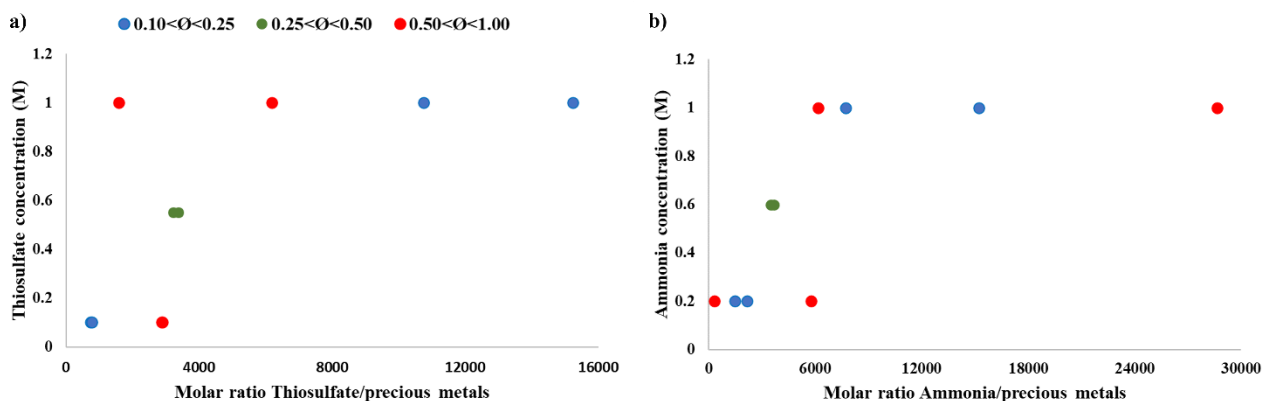 a)
0.10<Ø<0.25 0.25<Ø<0.50 0.50<Ø<1.00
Thiosulfate concentration (M)
1.2
1
0.8
0.6
0.4
0.2
0
0 4000 8000 12000 16000
Molar ratio Thiosulfate/precious metals
b)
Ammonia concentration (M)
1.2
1
0.8
0.6
0.4
0.2
0
0 6000 12000 18000 24000 30000
Molar ratio Ammonia/precious metals